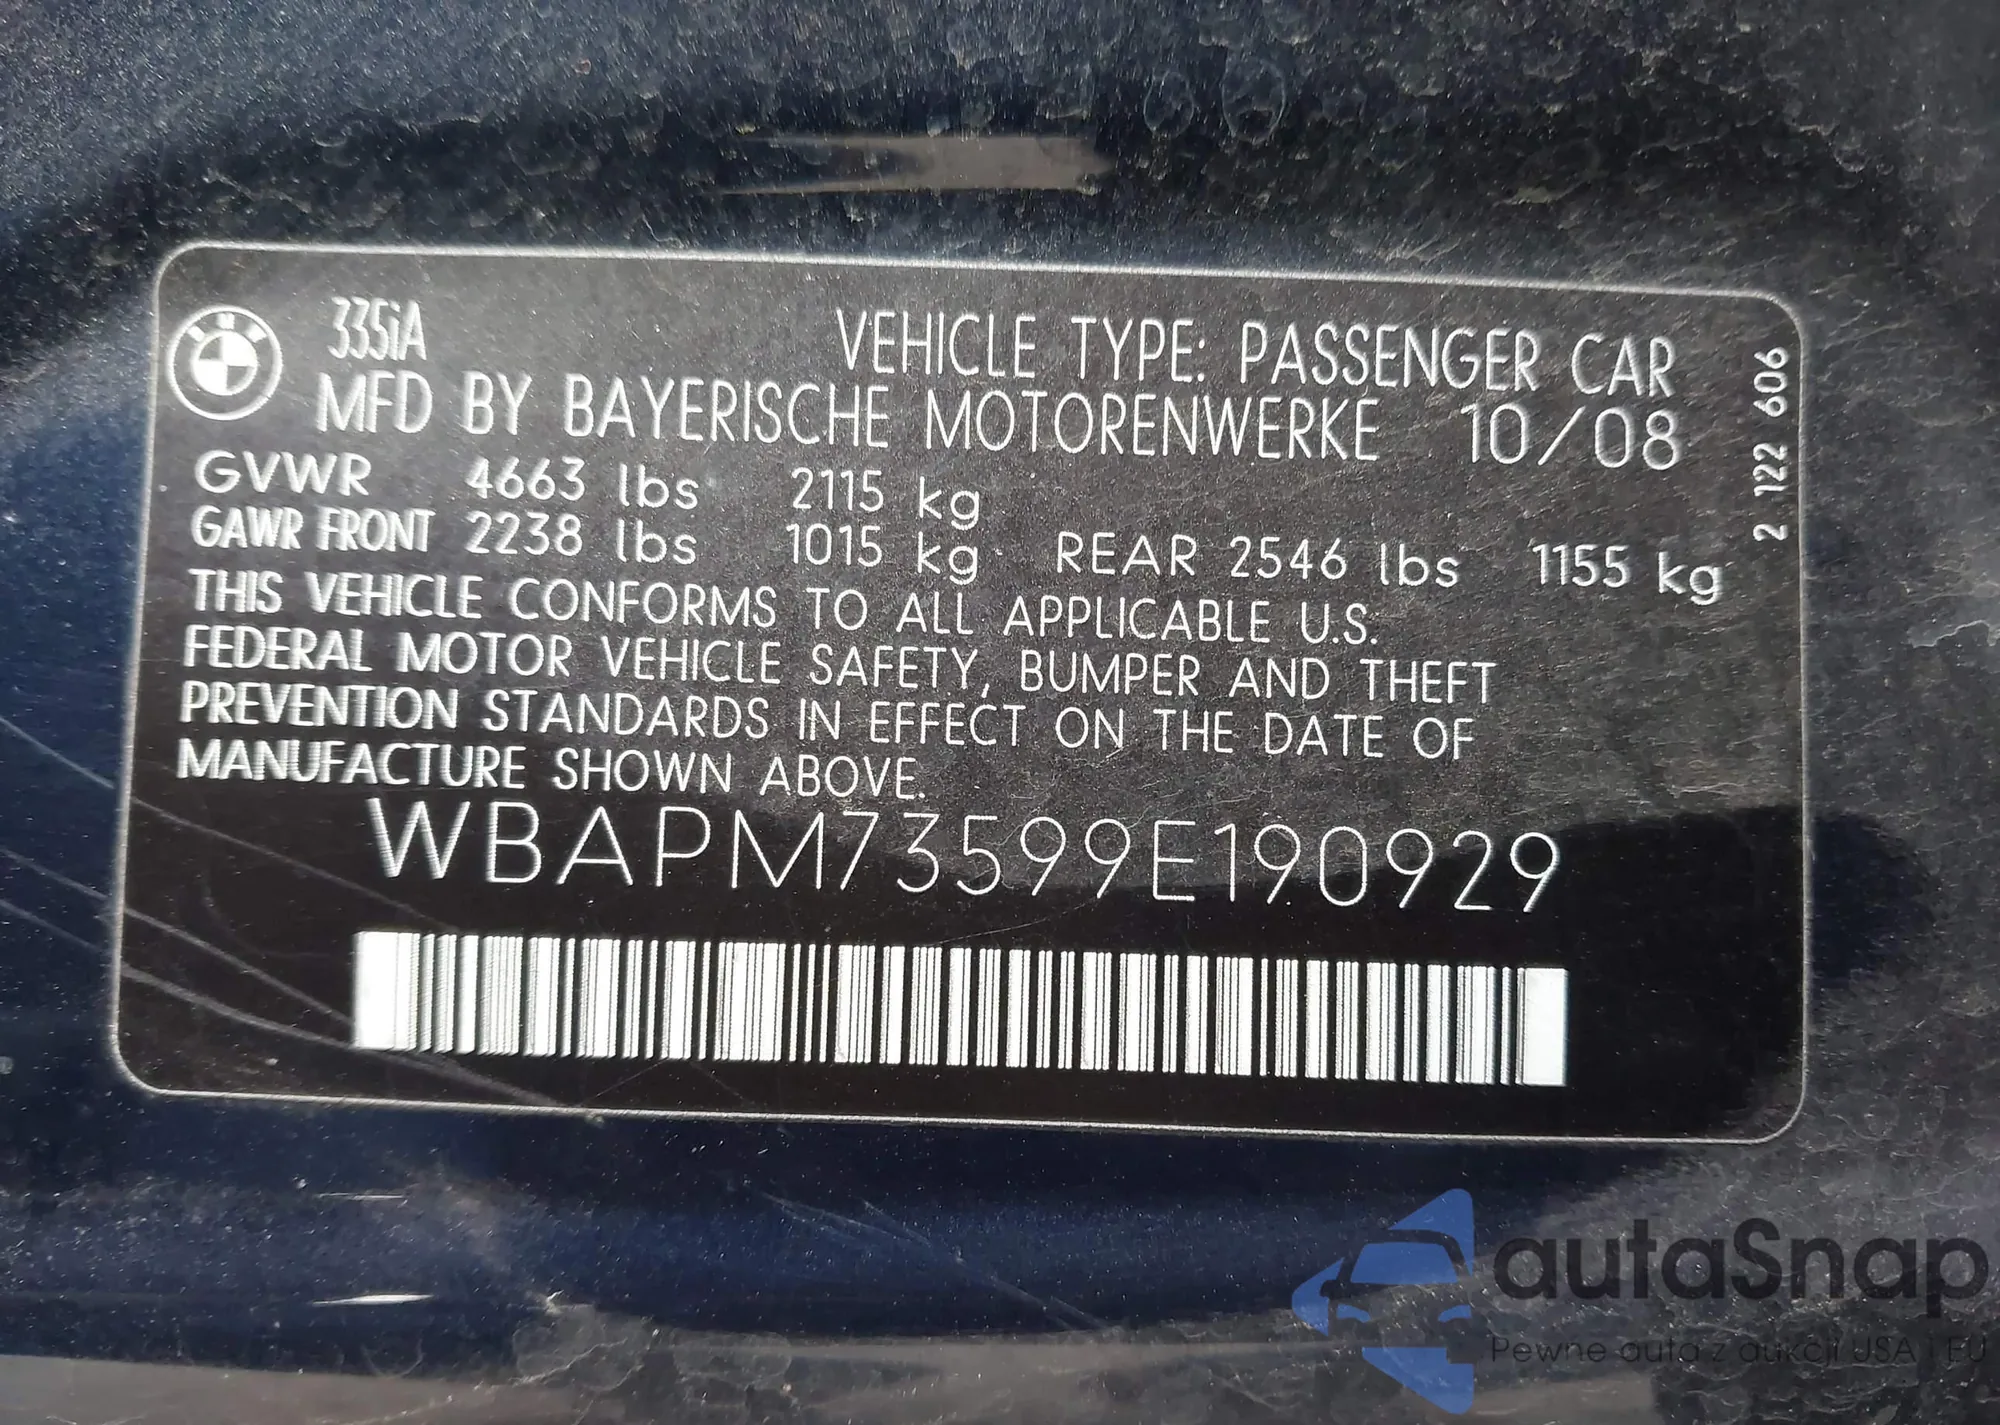 BMW
335iA
VEHICLE TYPE: PASSENGER CAR
MFD BY BAYERISCHE MOTORENWERKE 10/08
GVWR 4663 lbs 2115 kg
GAWR FRONT 2238 lbs 1015 kg REAR 2546 lbs 1155 kg
THIS VEHICLE CONFORMS TO ALL APPLICABLE U.S.
FEDERAL MOTOR VEHICLE SAFETY, BUMPER AND THEFT
PREVENTION STANDARDS IN EFFECT ON THE DATE OF
MANUFACTURE SHOWN ABOVE.
WBAPM73599E190929
2 122 606
autaSnap
Pewne auta z aukcji USA i EU